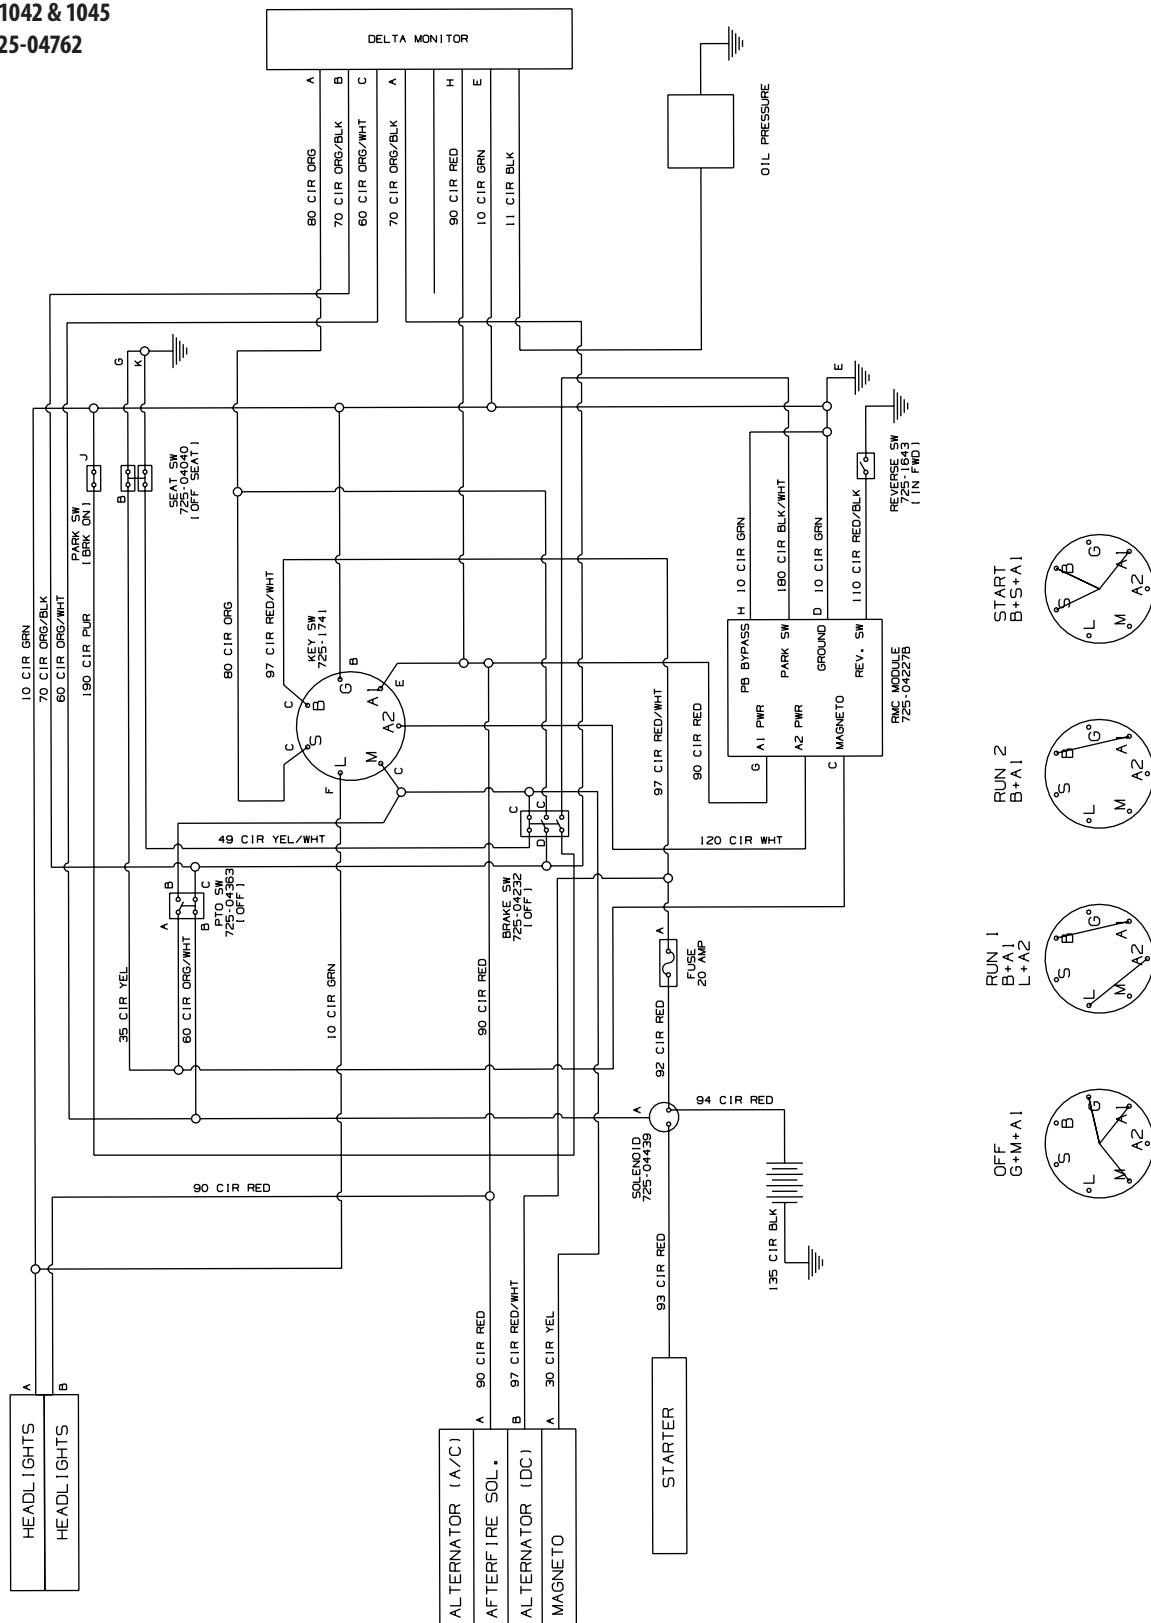 1042 & 1045
25-04762
DELTA MONITOR
A
B
C
A
H
E
80 CIR ORG
70 CIR ORG/BLK
60 CIR ORG/WHT
70 CIR ORG/BLK
90 CIR RED
10 CIR GRN
11 CIR BLK
OIL PRESSURE
G
K
J
B
E
SEAT SW
725-04040
[ OFF SEAT ]
PARK SW
[ BRK ON ]
REVERSE SW
725-1643
[ IN FWD ]
10 CIR GRN
70 CIR ORG/BLK
60 CIR ORG/WHT
190 CIR PUR
80 CIR ORG
97 CIR RED/WHT
KEY SW
725-1741
B
C
C
E
F
C
G
B
A1
S
A2
L
M
H 10 CIR GRN
180 CIR BLK/WHT
D 10 CIR GRN
110 CIR RED/BLK
PB BYPASS
PARK SW
GROUND
REV. SW
A1 PWR
A2 PWR
MAGNETO
RMC MODULE
725-04227B
G
C
97 CIR RED/WHT
90 CIR RED
120 CIR WHT
49 CIR YEL/WHT
C
C
D
BRAKE SW
725-04232
[ OFF ]
A
B
B
C
PTO SW
725-04363
[ OFF ]
35 CIR YEL
60 CIR ORG/WHT
10 CIR GRN
90 CIR RED
A
FUSE
20 AMP
92 CIR RED
A
SOLENOID
725-04439
94 CIR RED
135 CIR BLK
90 CIR RED
93 CIR RED
90 CIR RED
97 CIR RED/WHT
30 CIR YEL
A
B
HEADLIGHTS
HEADLIGHTS
A
B
A
ALTERNATOR (A/C)
AFTERFIRE SOL.
ALTERNATOR (DC)
MAGNETO
STARTER
START
B+S+A1
L
S
B
G
A1
A2
M
RUN 2
B+A1
L
S
B
G
A1
A2
M
RUN 1
B+A1
L+A2
L
S
B
G
A1
A2
M
OFF
G+M+A1
L
S
B
G
A1
A2
M